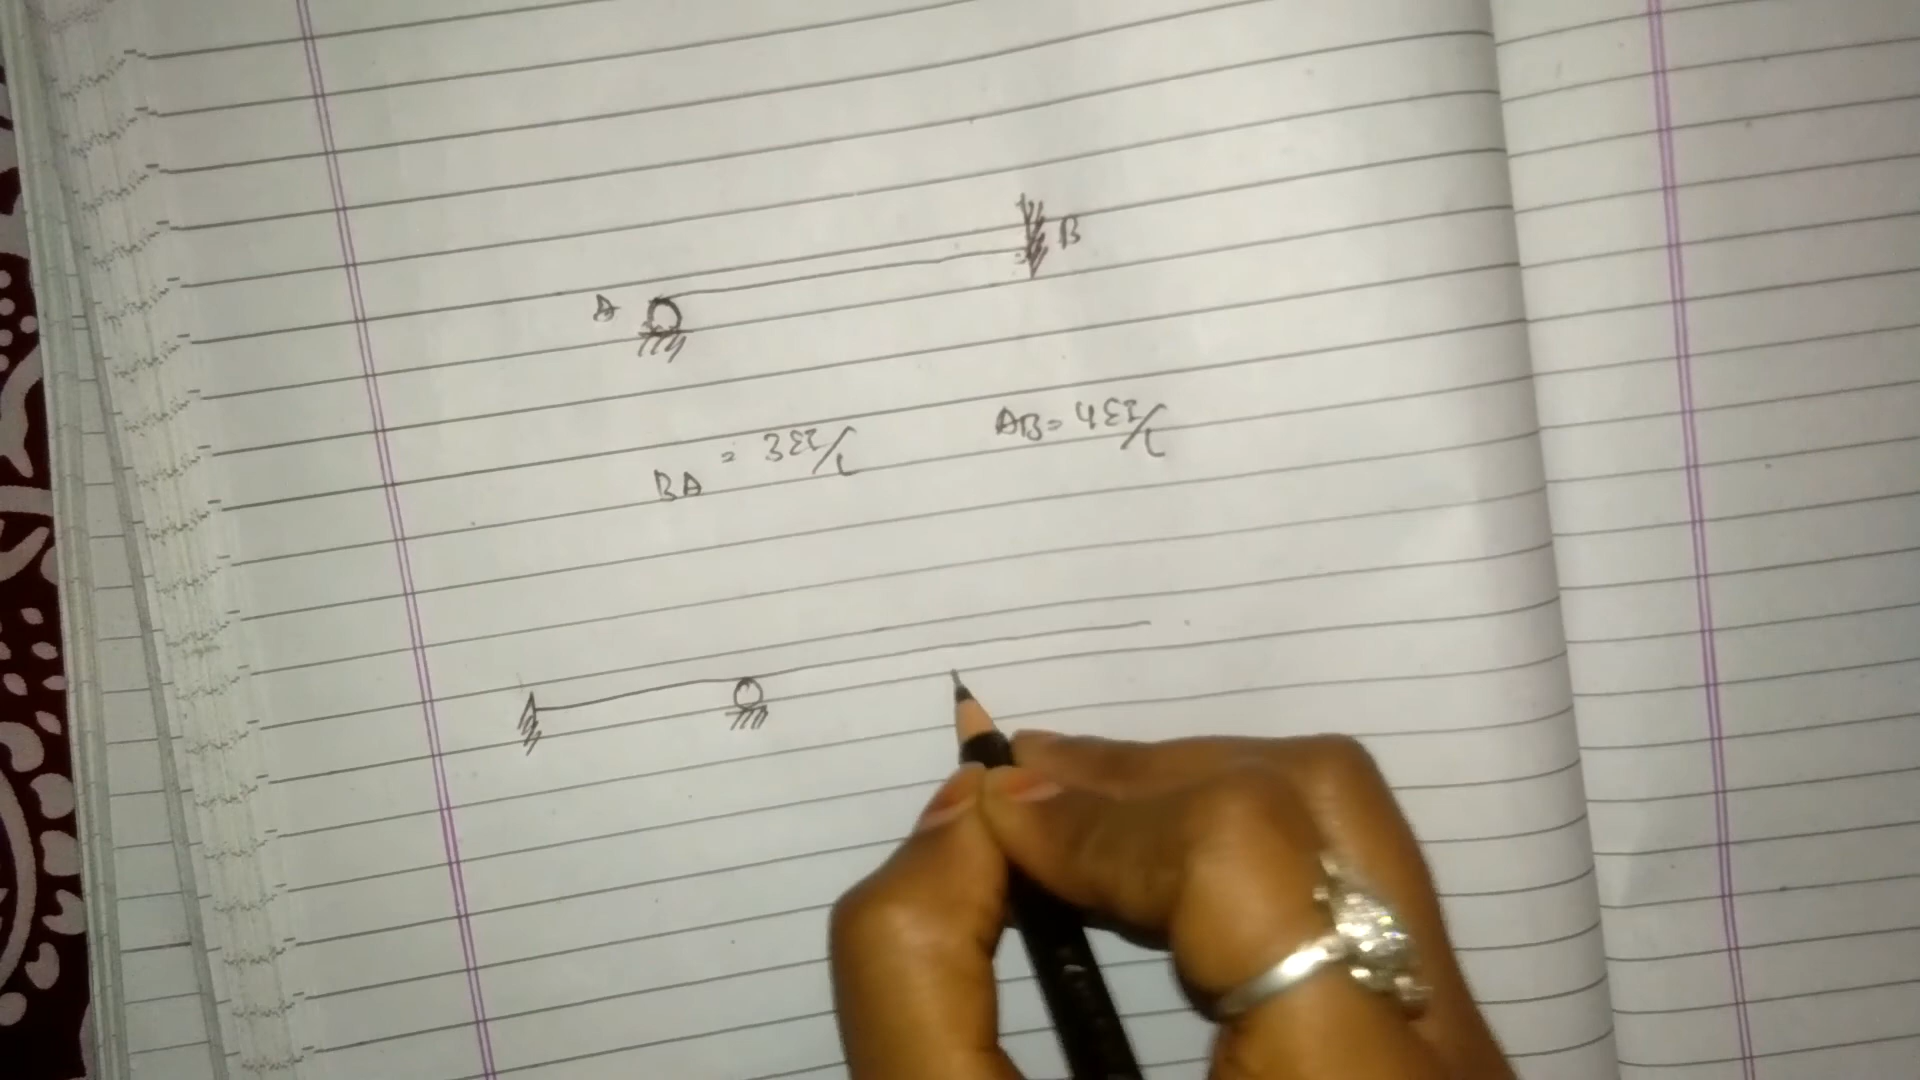 A B
BA = 3EI/L AB = 4EI/L